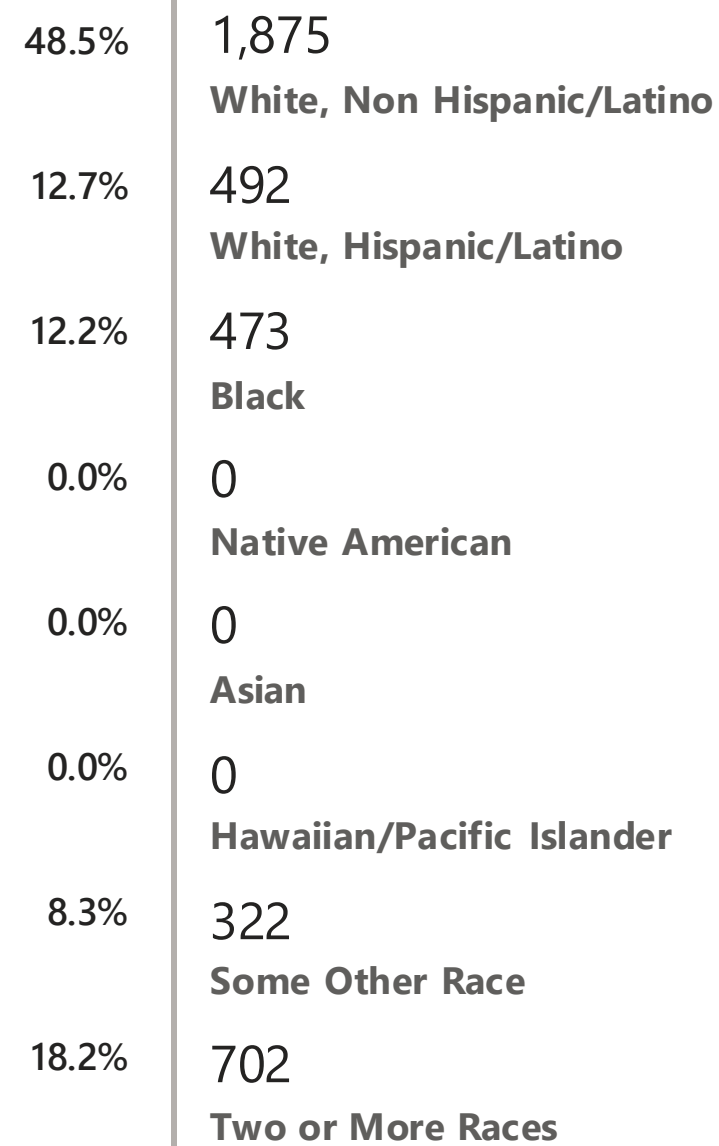 48.5% 1,875
White, Non Hispanic/Latino
12.7% 492
White, Hispanic/Latino
12.2% 473
Black
0.0% 0
Native American
0.0% 0
Asian
0.0% 0
Hawaiian/Pacific Islander
8.3% 322
Some Other Race
18.2% 702
Two or More Races